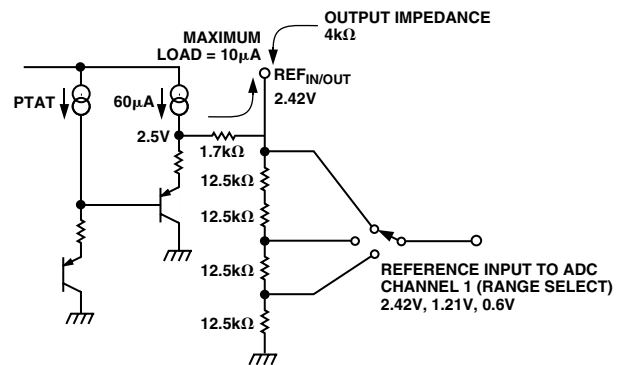 OUTPUT IMPEDANCE
4kΩ
MAXIMUM
LOAD = 10μA
REFIN/OUT
2.42V
PTAT
60μA
2.5V
1.7kΩ
12.5kΩ
12.5kΩ
12.5kΩ
12.5kΩ
REFERENCE INPUT TO ADC
CHANNEL 1 (RANGE SELECT)
2.42V, 1.21V, 0.6V